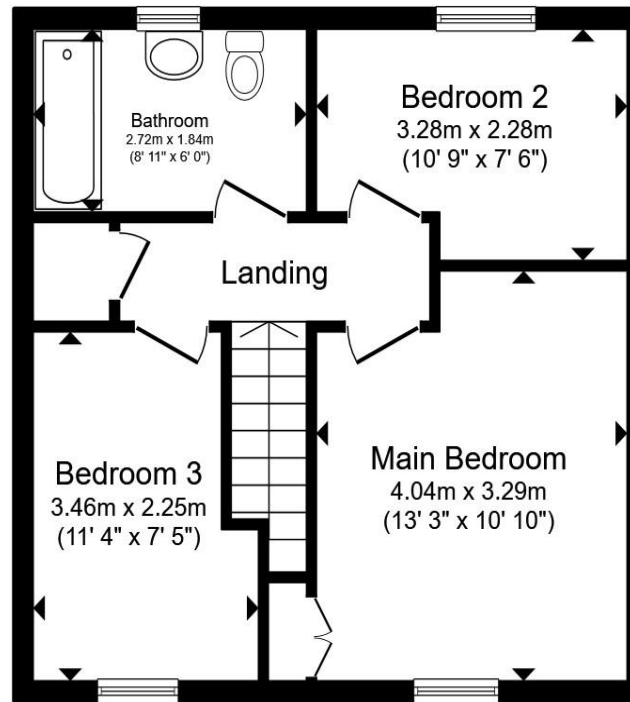 Bathroom
2.72m x 1.84m
(8' 11" x 6' 0")
Bedroom 2
3.28m x 2.28m
(10' 9" x 7' 6")
Landing
Bedroom 3
3.46m x 2.25m
(11' 4" x 7' 5")
Main Bedroom
4.04m x 3.29m
(13' 3" x 10' 10")